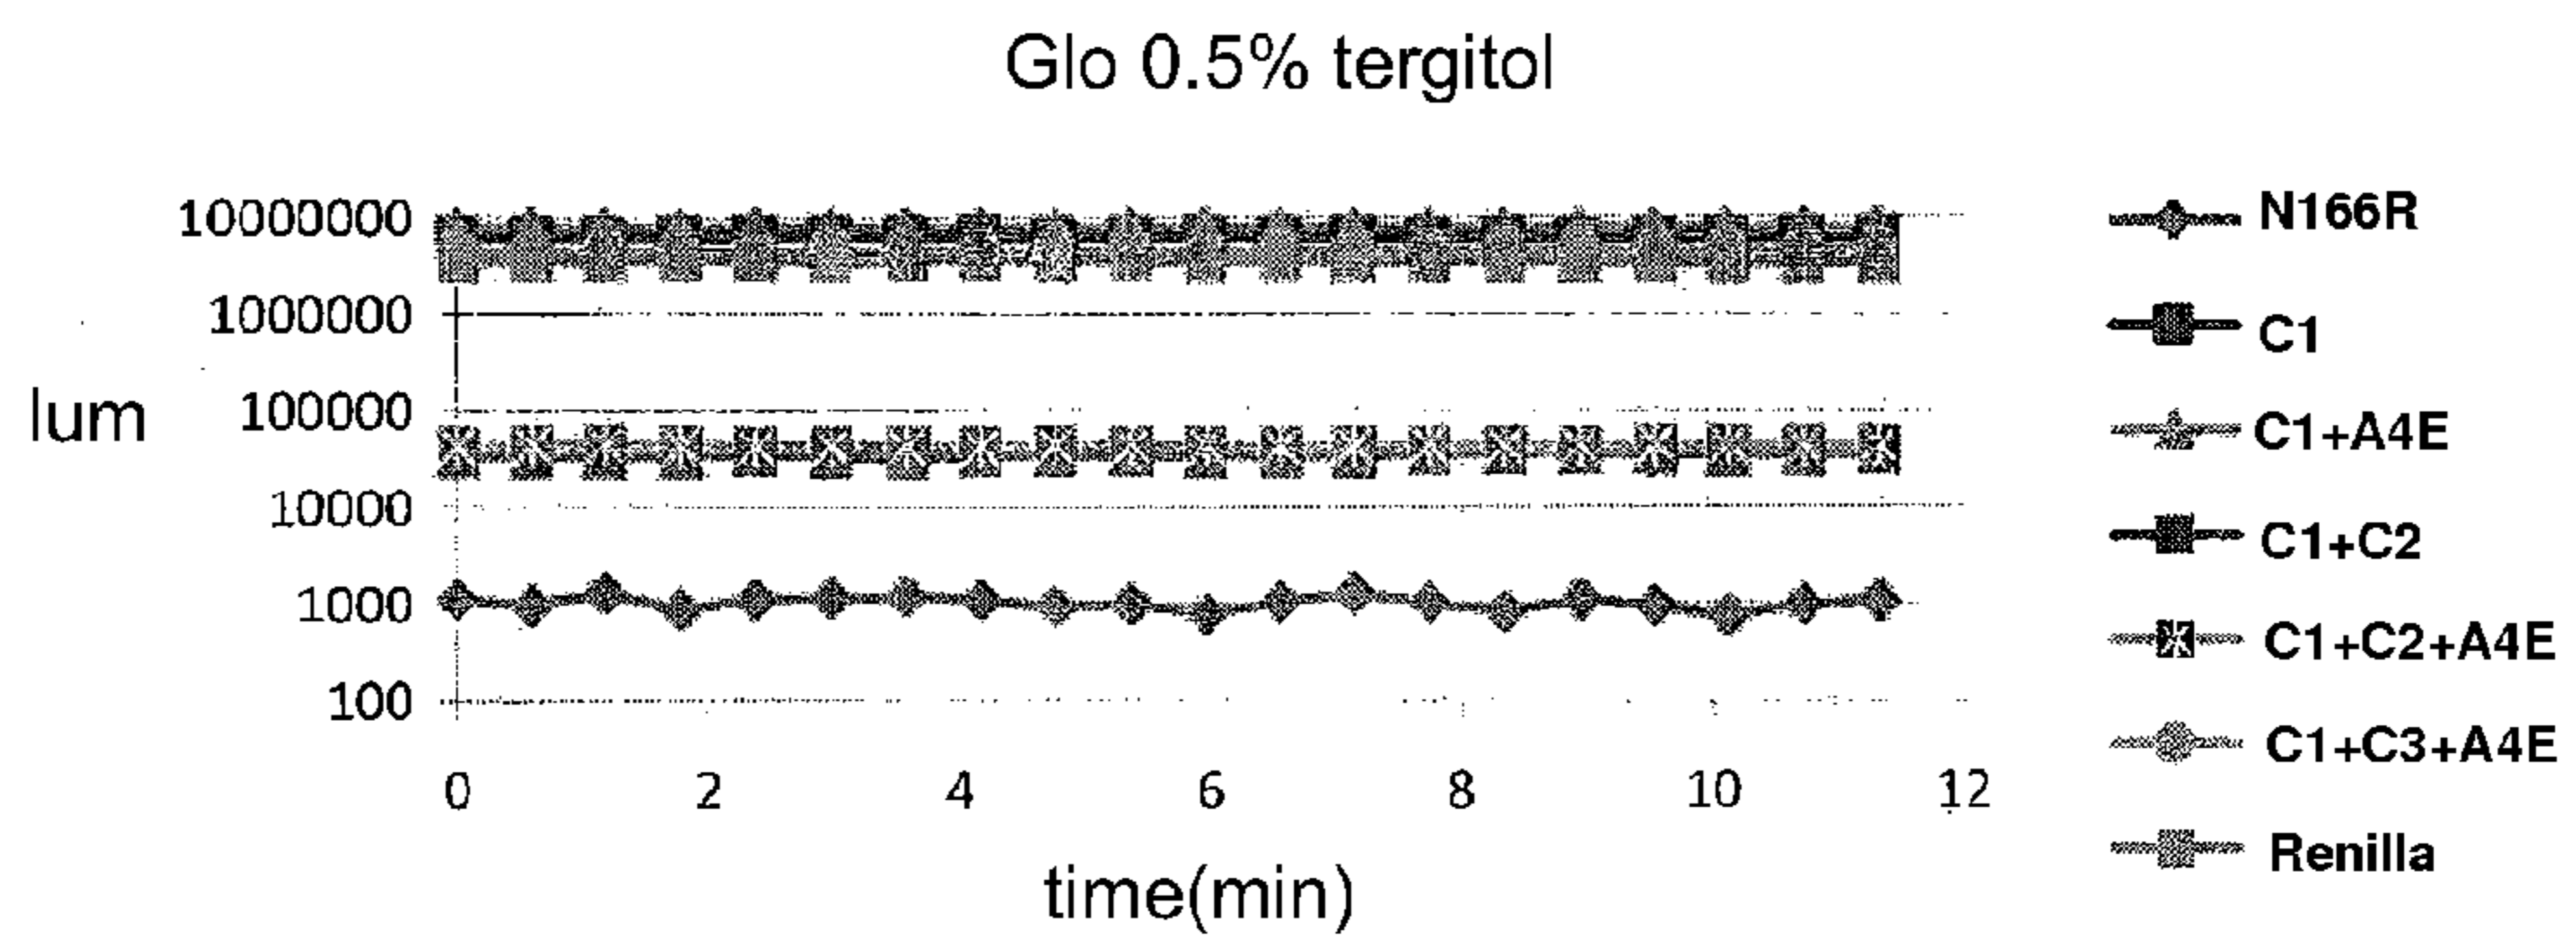 Glo 0.5% tergitol
10000000
1000000
100000
10000
1000
100
lum
0 2 4 6 8 10 12
time(min)
N166R
C1
C1+A4E
C1+C2
C1+C2+A4E
C1+C3+A4E
Renilla